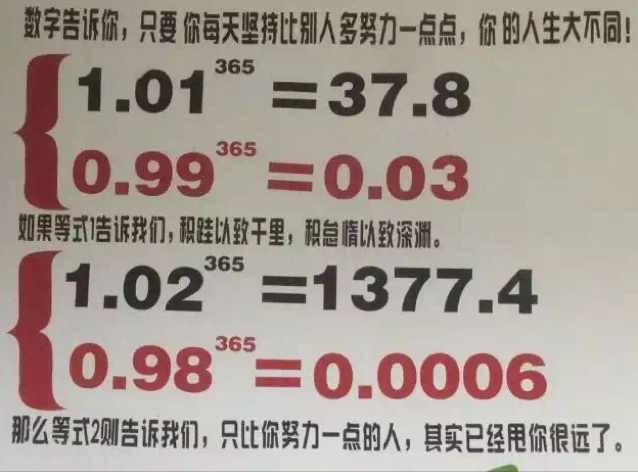 数字告诉你，只要 你每天坚持比别人多努力一点点，你 的人生大不同！
1.01³⁶⁵ =37.8
0.99³⁶⁵ =0.03
如果等式1告诉我们，积跬以致千里，积怠惰以致深渊。
1.02³⁶⁵ =1377.4
0.98³⁶⁵ =0.0006
那么等式2则告诉我们，只比你努力一点的人，其实已经甩你很远了。